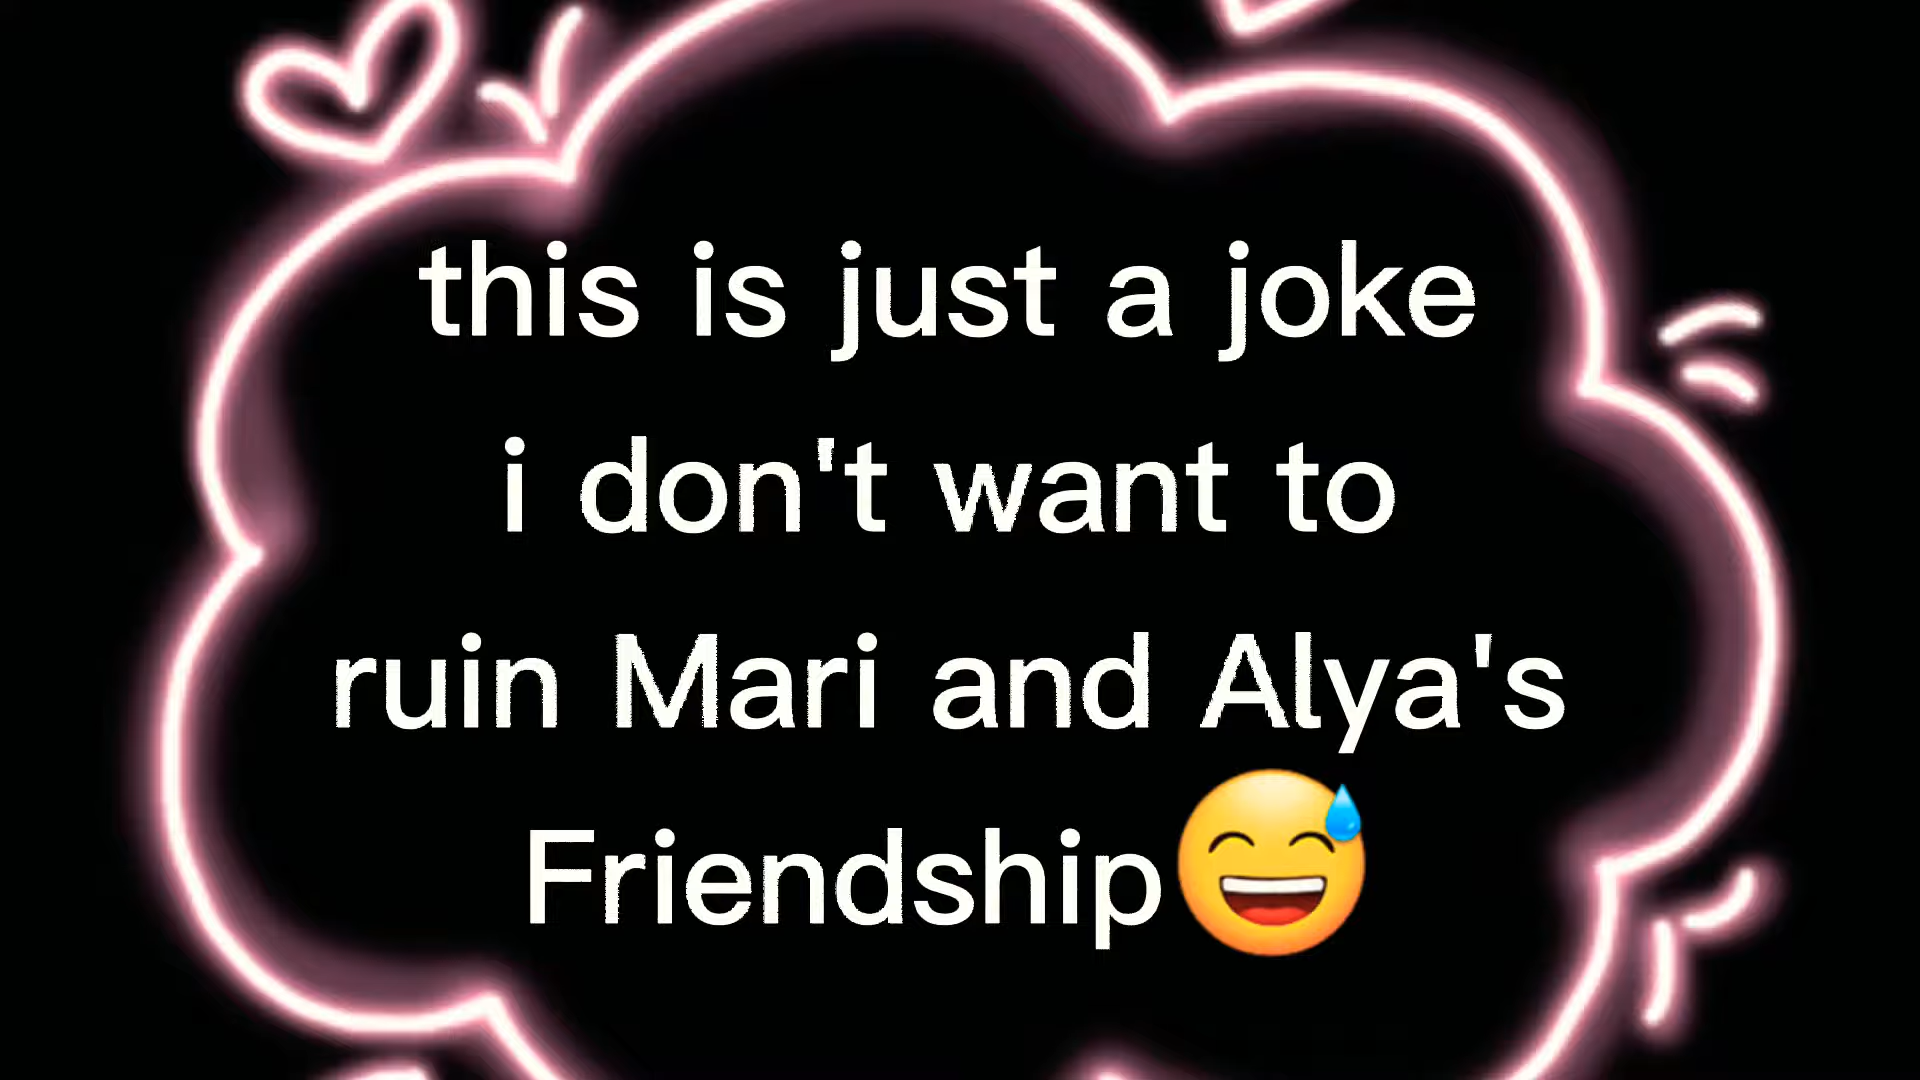 this is just a joke
i don't want to
ruin Mari and Alya's
Friendship😅